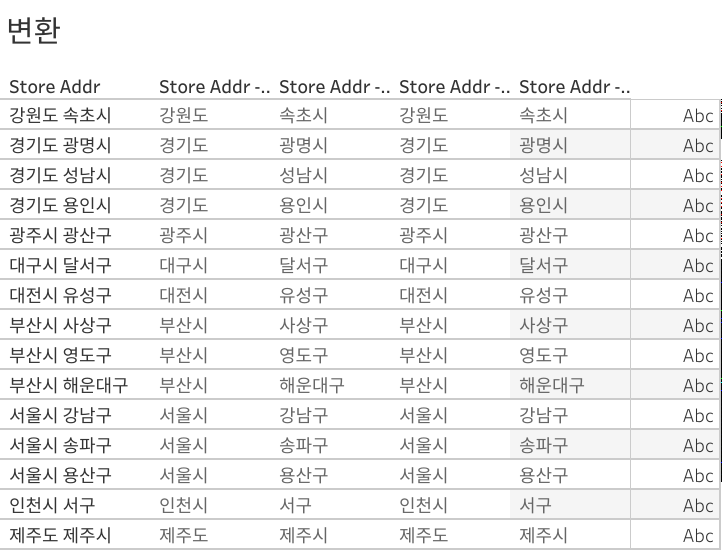 변환
Store Addr Store Addr -.. Store Addr -.. Store Addr -.. Store Addr -..
강원도 속초시 강원도 속초시 강원도 속초시 Abc
경기도 광명시 경기도 광명시 경기도 광명시 Abc
경기도 성남시 경기도 성남시 경기도 성남시 Abc
경기도 용인시 경기도 용인시 경기도 용인시 Abc
광주시 광산구 광주시 광산구 광주시 광산구 Abc
대구시 달서구 대구시 달서구 대구시 달서구 Abc
대전시 유성구 대전시 유성구 대전시 유성구 Abc
부산시 사상구 부산시 사상구 부산시 사상구 Abc
부산시 영도구 부산시 영도구 부산시 영도구 Abc
부산시 해운대구 부산시 해운대구 부산시 해운대구 Abc
서울시 강남구 서울시 강남구 서울시 강남구 Abc
서울시 송파구 서울시 송파구 서울시 송파구 Abc
서울시 용산구 서울시 용산구 서울시 용산구 Abc
인천시 서구 인천시 서구 인천시 서구 Abc
제주도 제주시 제주도 제주시 제주도 제주시 Abc